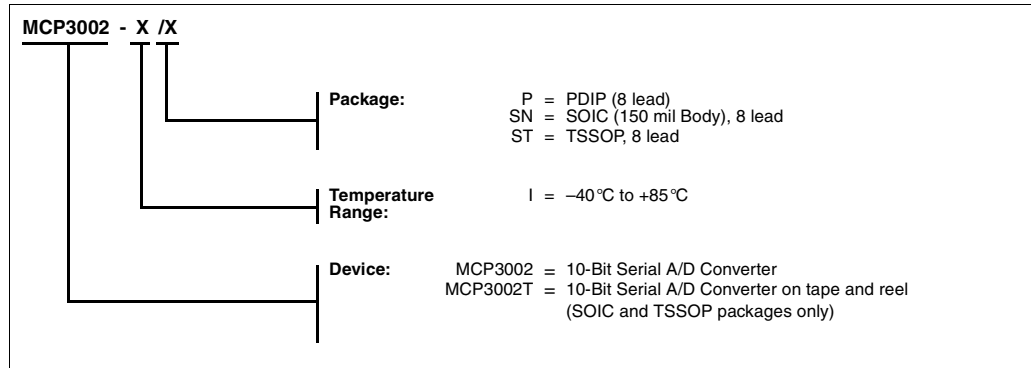 MCP3002 - X /X
Package: P = PDIP (8 lead)
SN = SOIC (150 mil Body), 8 lead
ST = TSSOP, 8 lead
Temperature I = –40°C to +85°C
Range:
Device: MCP3002 = 10-Bit Serial A/D Converter
MCP3002T = 10-Bit Serial A/D Converter on tape and reel
(SOIC and TSSOP packages only)